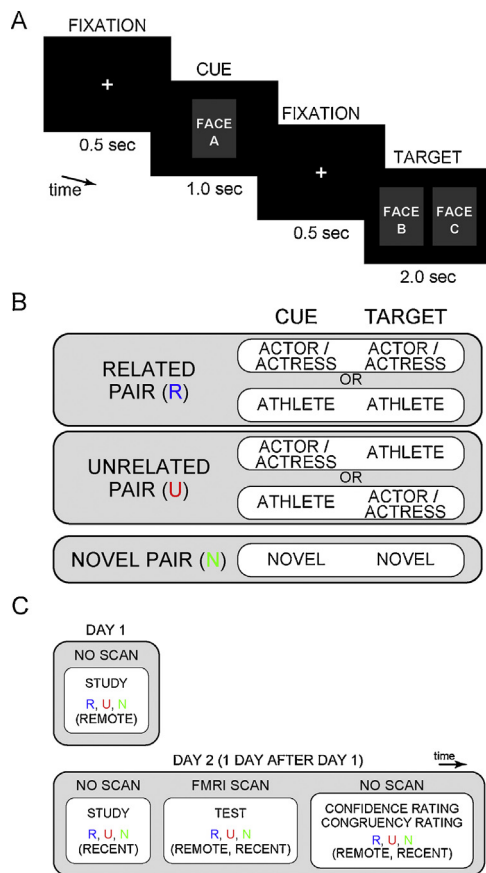 A
FIXATION
+
0.5 sec
CUE
FACE
A
1.0 sec
FIXATION
+
0.5 sec
TARGET
FACE
B
FACE
C
2.0 sec
time
B
CUE TARGET
RELATED
PAIR (R)
ACTOR / ACTOR /
ACTRESS ACTRESS
OR
ATHLETE ATHLETE
UNRELATED
PAIR (U)
ACTOR / ATHLETE
ACTRESS
OR
ATHLETE ACTOR /
ACTRESS
NOVEL PAIR (N)
NOVEL NOVEL
C
DAY 1
NO SCAN
STUDY
R, U, N
(REMOTE)
DAY 2 (1 DAY AFTER DAY 1)
time
NO SCAN
STUDY
R, U, N
(RECENT)
FMRI SCAN
TEST
R, U, N
(REMOTE, RECENT)
NO SCAN
CONFIDENCE RATING
CONGRUENCY RATING
R, U, N
(REMOTE, RECENT)